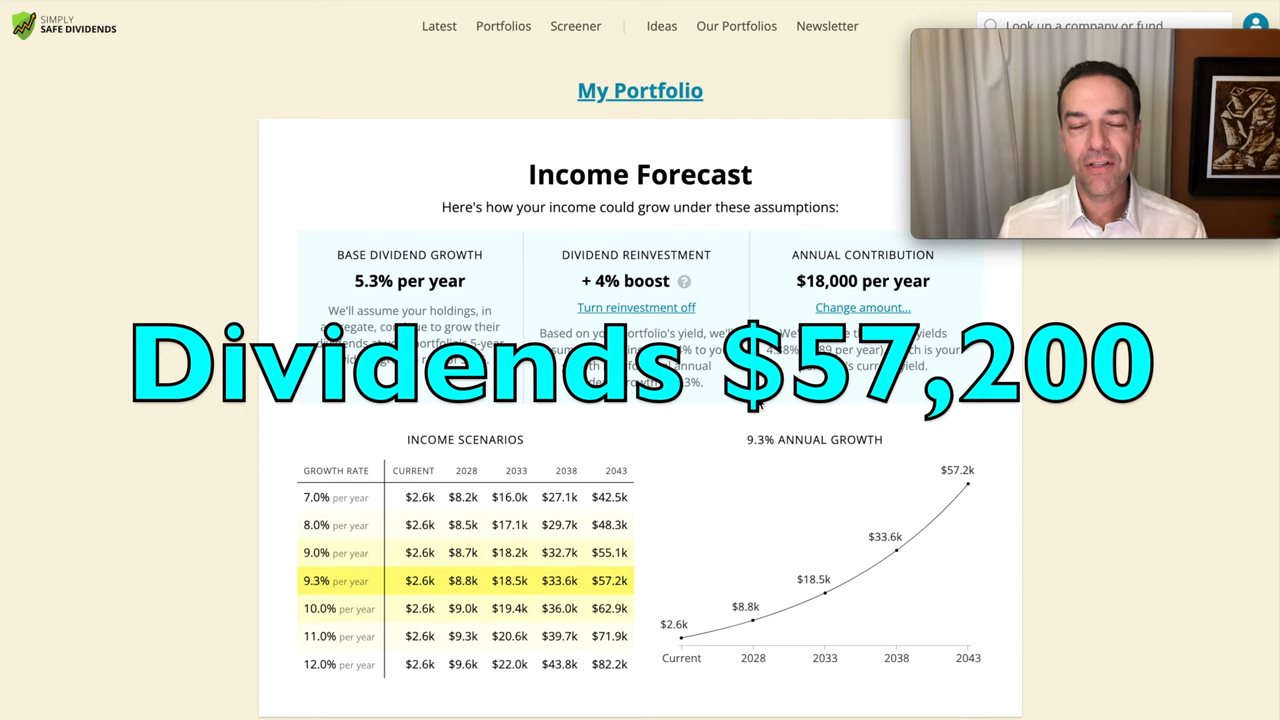 SIMPLY
SAFE DIVIDENDS
Latest
Portfolios
Screener
Ideas
Our Portfolios
Newsletter
Look up a company or fund
My Portfolio
Income Forecast
Here's how your income could grow under these assumptions:
BASE DIVIDEND GROWTH
5.3% per year
We'll assume your holdings, in
DIVIDEND REINVESTMENT
+ 4% boost ?
Turn reinvestment off
ANNUAL CONTRIBUTION
$18,000 per year
Change amount...
Dividends $57,200
INCOME SCENARIOS
GROWTH RATE CURRENT 2028 2033 2038 2043
7.0% per year $2.6k $8.2k $16.0k $27.1k $42.5k
8.0% per year $2.6k $8.5k $17.1k $29.7k $48.3k
9.0% per year $2.6k $8.7k $18.2k $32.7k $55.1k
9.3% per year $2.6k $8.8k $18.5k $33.6k $57.2k
10.0% per year $2.6k $9.0k $19.4k $36.0k $62.9k
11.0% per year $2.6k $9.3k $20.6k $39.7k $71.9k
12.0% per year $2.6k $9.6k $22.0k $43.8k $82.2k
9.3% ANNUAL GROWTH
$57.2k
$33.6k
$18.5k
$8.8k
$2.6k
Current 2028 2033 2038 2043